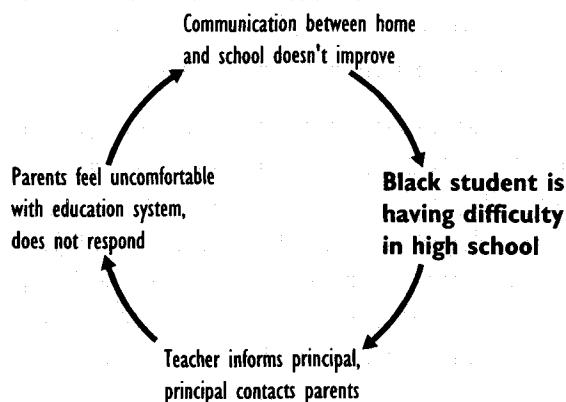 Communication between home
and school doesn't improve
Black student is
having difficulty
in high school
Teacher informs principal,
principal contacts parents
Parents feel uncomfortable
with education system,
does not respond